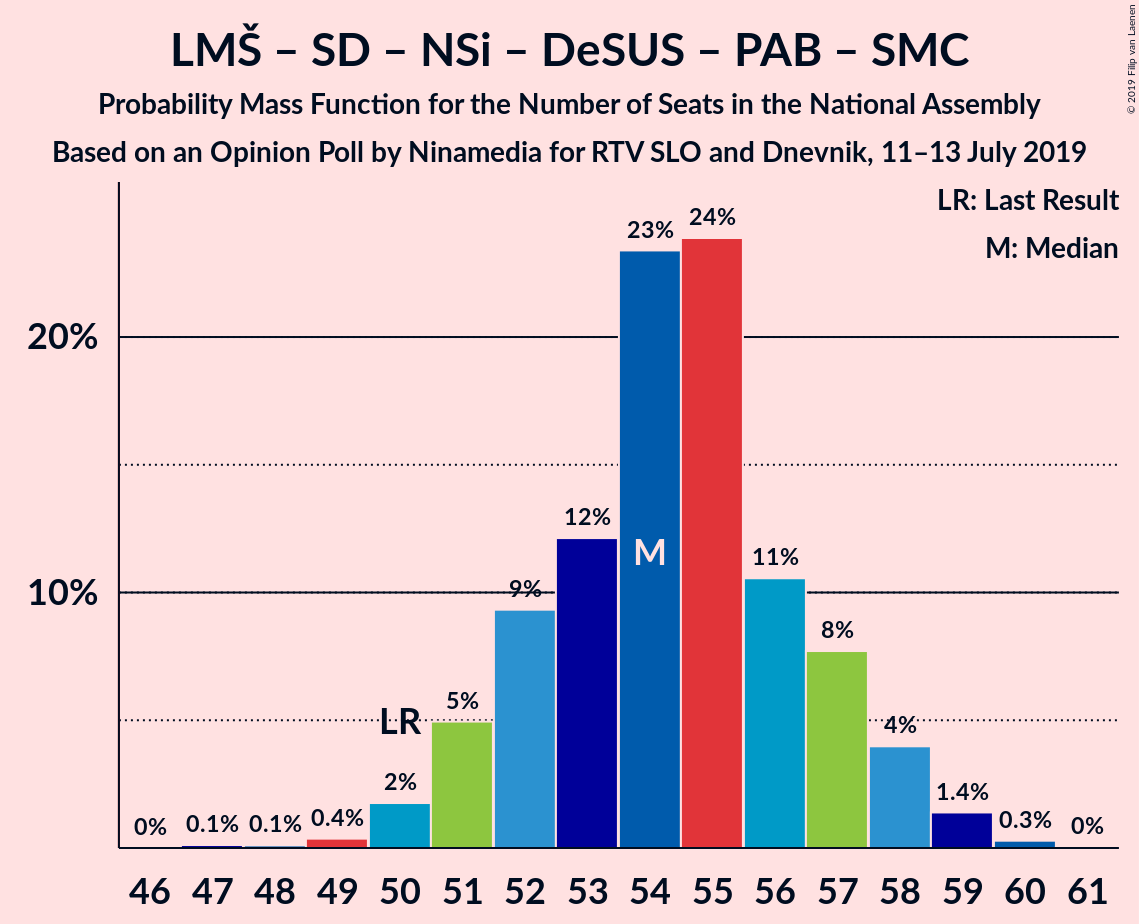 LMŠ – SD – NSi – DeSUS – PAB – SMC
Probability Mass Function for the Number of Seats in the National Assembly
Based on an Opinion Poll by Ninamedia for RTV SLO and Dnevnik, 11–13 July 2019
© 2019 Filip van Laenen
LR: Last Result
M: Median
20%
10%
0%
0.1%
0.1%
0.4%
2%
5%
9%
12%
23%
24%
11%
8%
4%
1.4%
0.3%
0%
LR
M
46 47 48 49 50 51 52 53 54 55 56 57 58 59 60 61